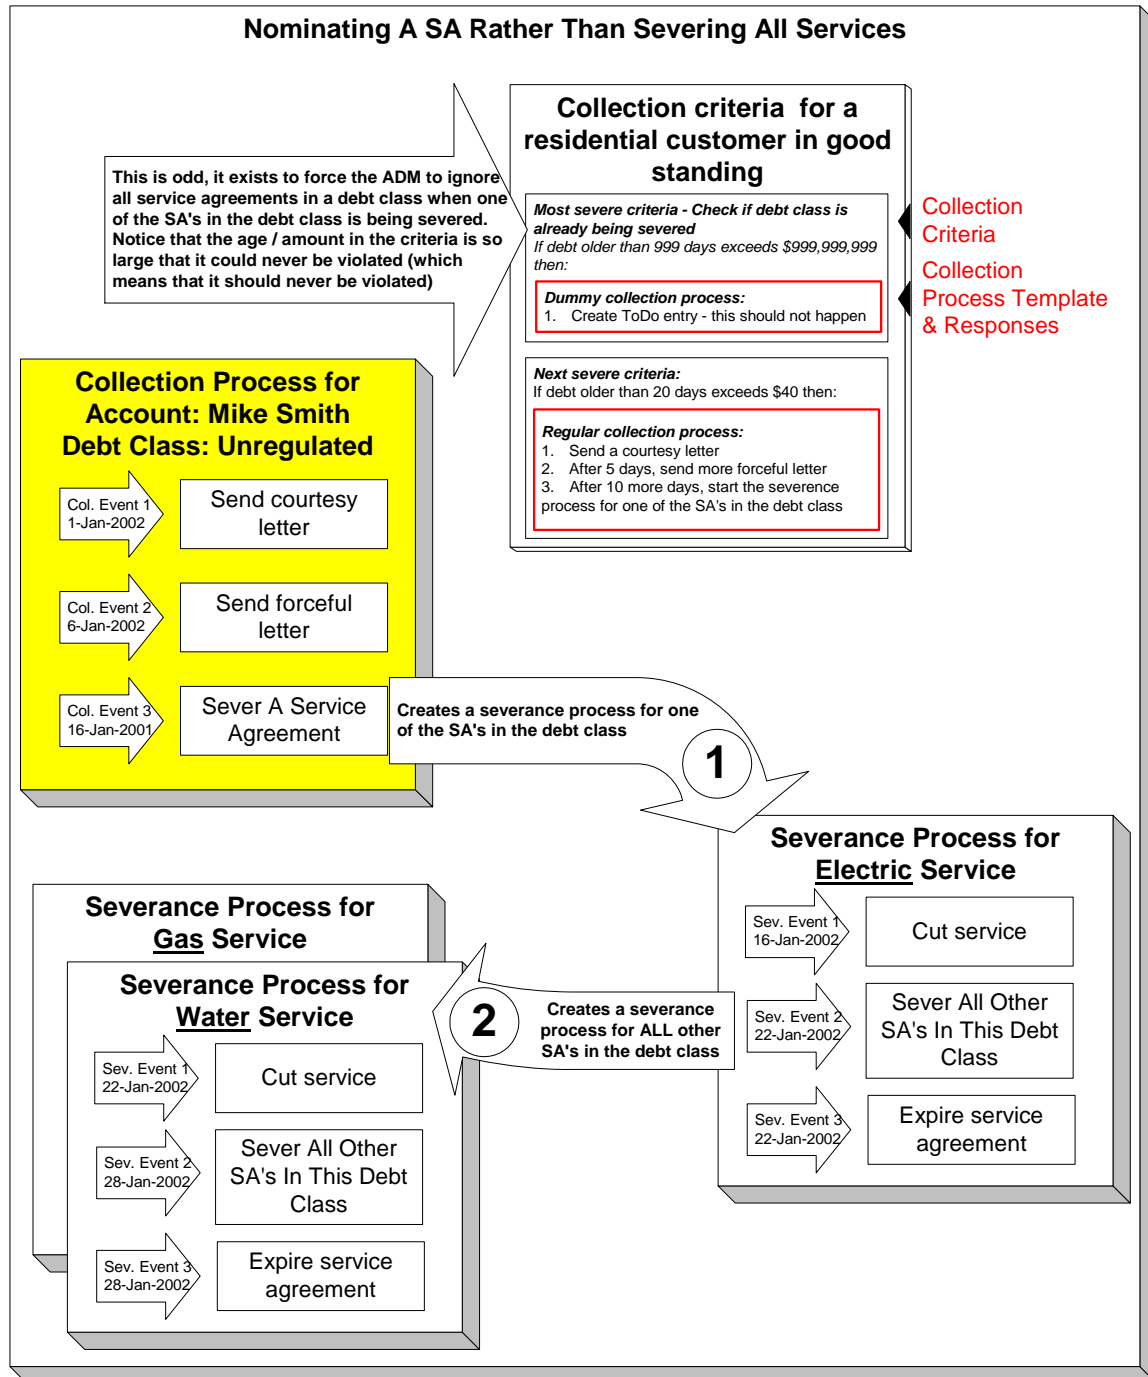 Nominating A SA Rather Than Severing All Services
Collection criteria  for a
residential customer in good
standing
This is odd, it exists to force the ADM to ignore
all service agreements in a debt class when one
of the SA's in the debt class is being severed.
Notice that the age / amount in the criteria is so
large that it could never be violated (which
means that it should never be violated)
Most severe criteria - Check if debt class is
already being severed
If debt older than 999 days exceeds $999,999,999
then:
Dummy collection process:
1.   Create ToDo entry - this should not happen
Collection
Criteria
Collection
Process Template
& Responses
Next severe criteria:
If debt older than 20 days exceeds $40 then:
Regular collection process:
1.   Send a courtesy letter
2.   After 5 days, send more forceful letter
3.   After 10 more days, start the severence
process for one of the SA's in the debt class
Collection Process for
Account: Mike Smith
Debt Class: Unregulated
Col. Event 1
1-Jan-2002
Send courtesy
letter
Col. Event 2
6-Jan-2002
Send forceful
letter
Col. Event 3
16-Jan-2001
Sever A Service
Agreement
Creates a severance process for one
of the SA's in the debt class
1
Severance Process for
Electric Service
Sev. Event 1
16-Jan-2002
Cut service
Sev. Event 2
22-Jan-2002
Sever All Other
SA's In This Debt
Class
Sev. Event 3
22-Jan-2002
Expire service
agreement
2
Creates a severance
process for ALL other
SA's in the debt class
Severance Process for
Gas Service
Severance Process for
Water Service
Sev. Event 1
22-Jan-2002
Cut service
Sev. Event 2
28-Jan-2002
Sever All Other
SA's In This Debt
Class
Sev. Event 3
28-Jan-2002
Expire service
agreement